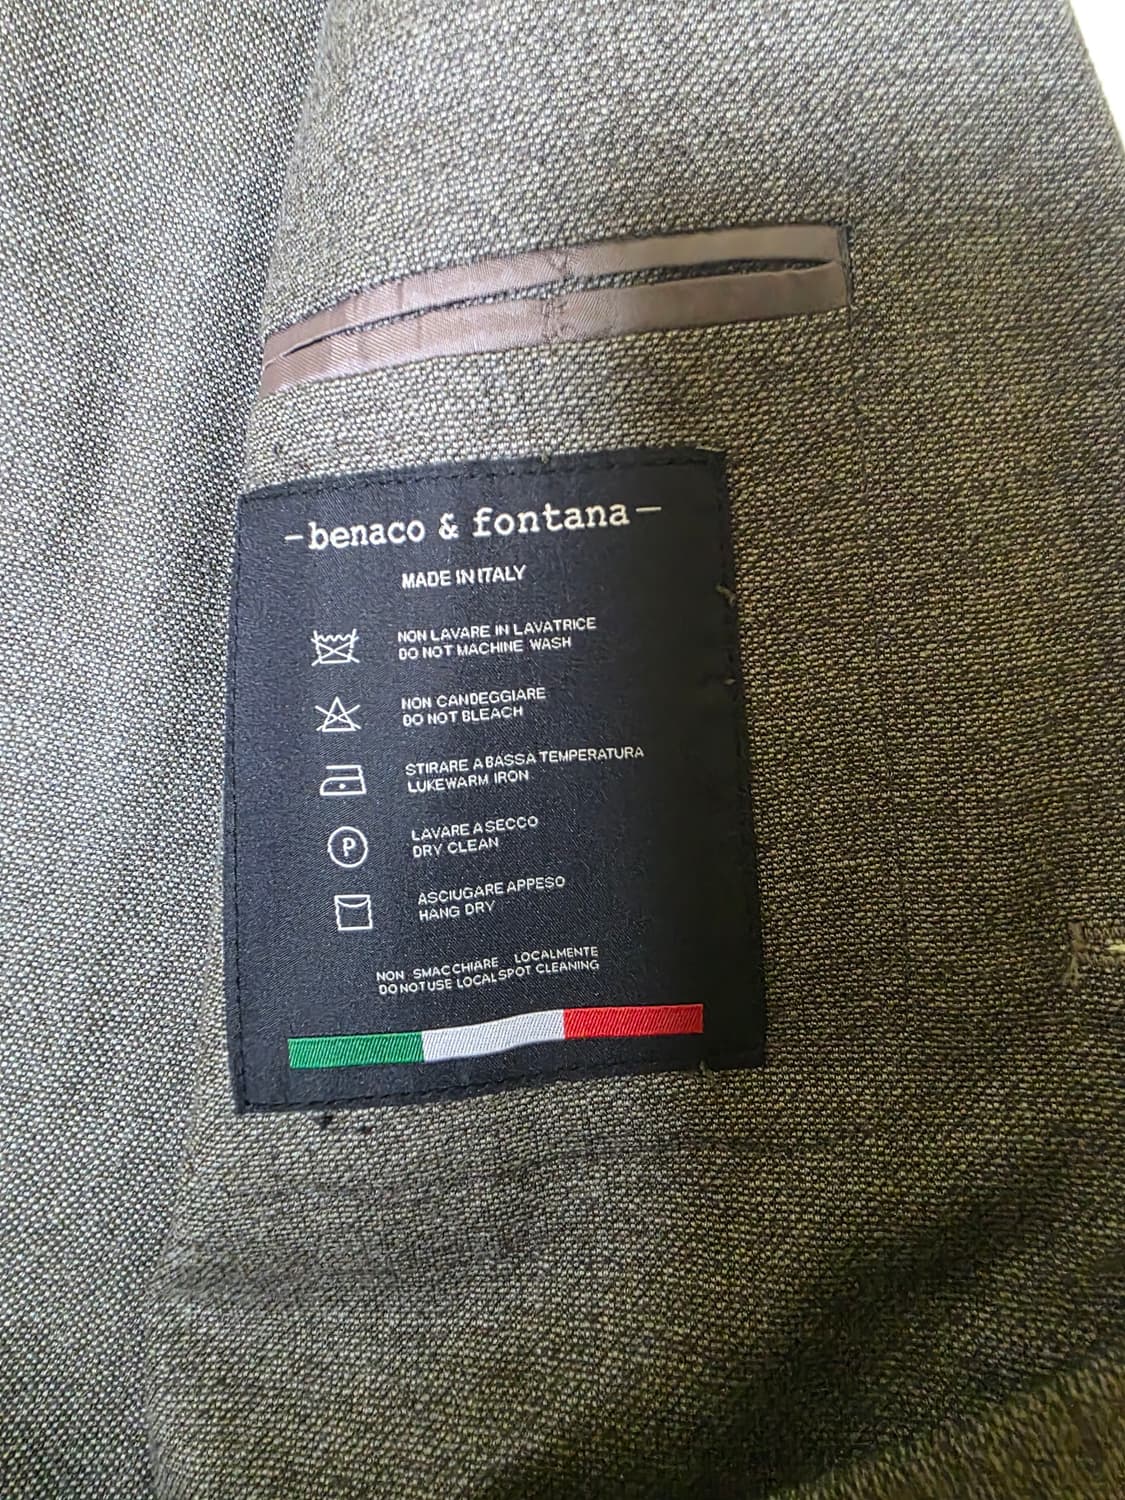 -benaco & fontana-
MADE IN ITALY
NON LAVARE IN LAVATRICE
DO NOT MACHINE WASH
NON CANDEGGIARE
DO NOT BLEACH
STIRARE A BASSA TEMPERATURA
LUKEWARM IRON
P
LAVARE A SECCO
DRY CLEAN
ASCIUGARE APPESO
HANG DRY
NON SMACCHIARE LOCALMENTE
DO NOT USE LOCAL SPOT CLEANING